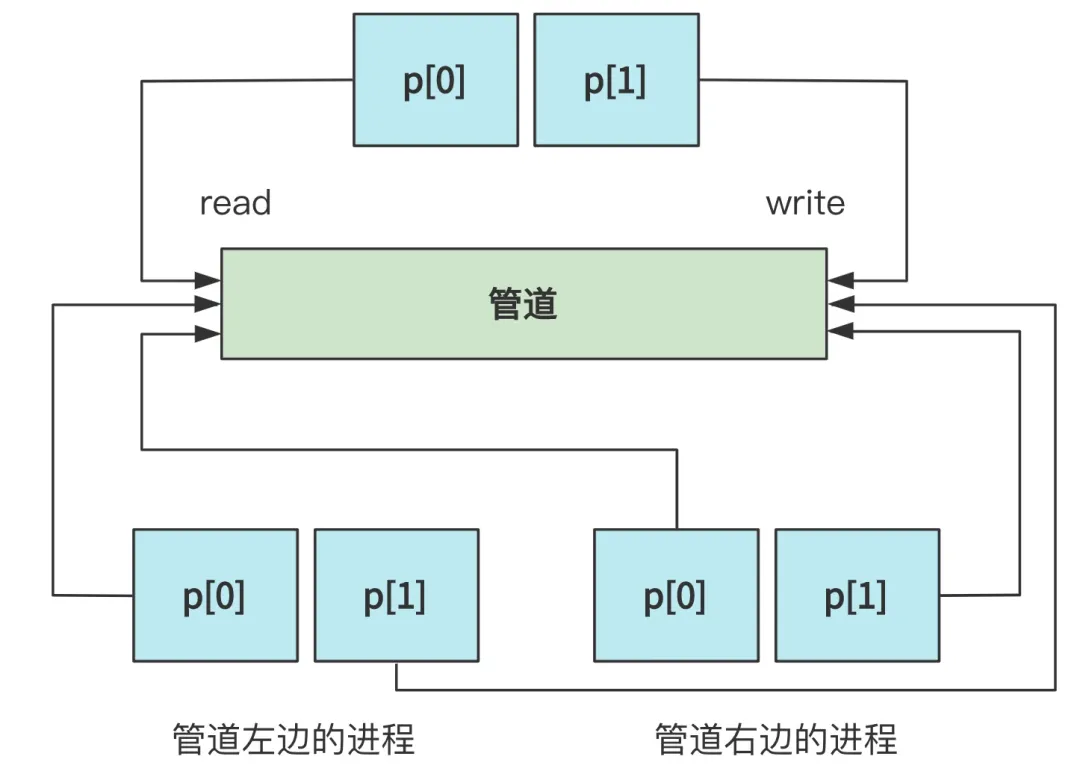 p[0] p[1]
read write
管道
p[0] p[1] p[0] p[1]
管道左边的进程 管道右边的进程